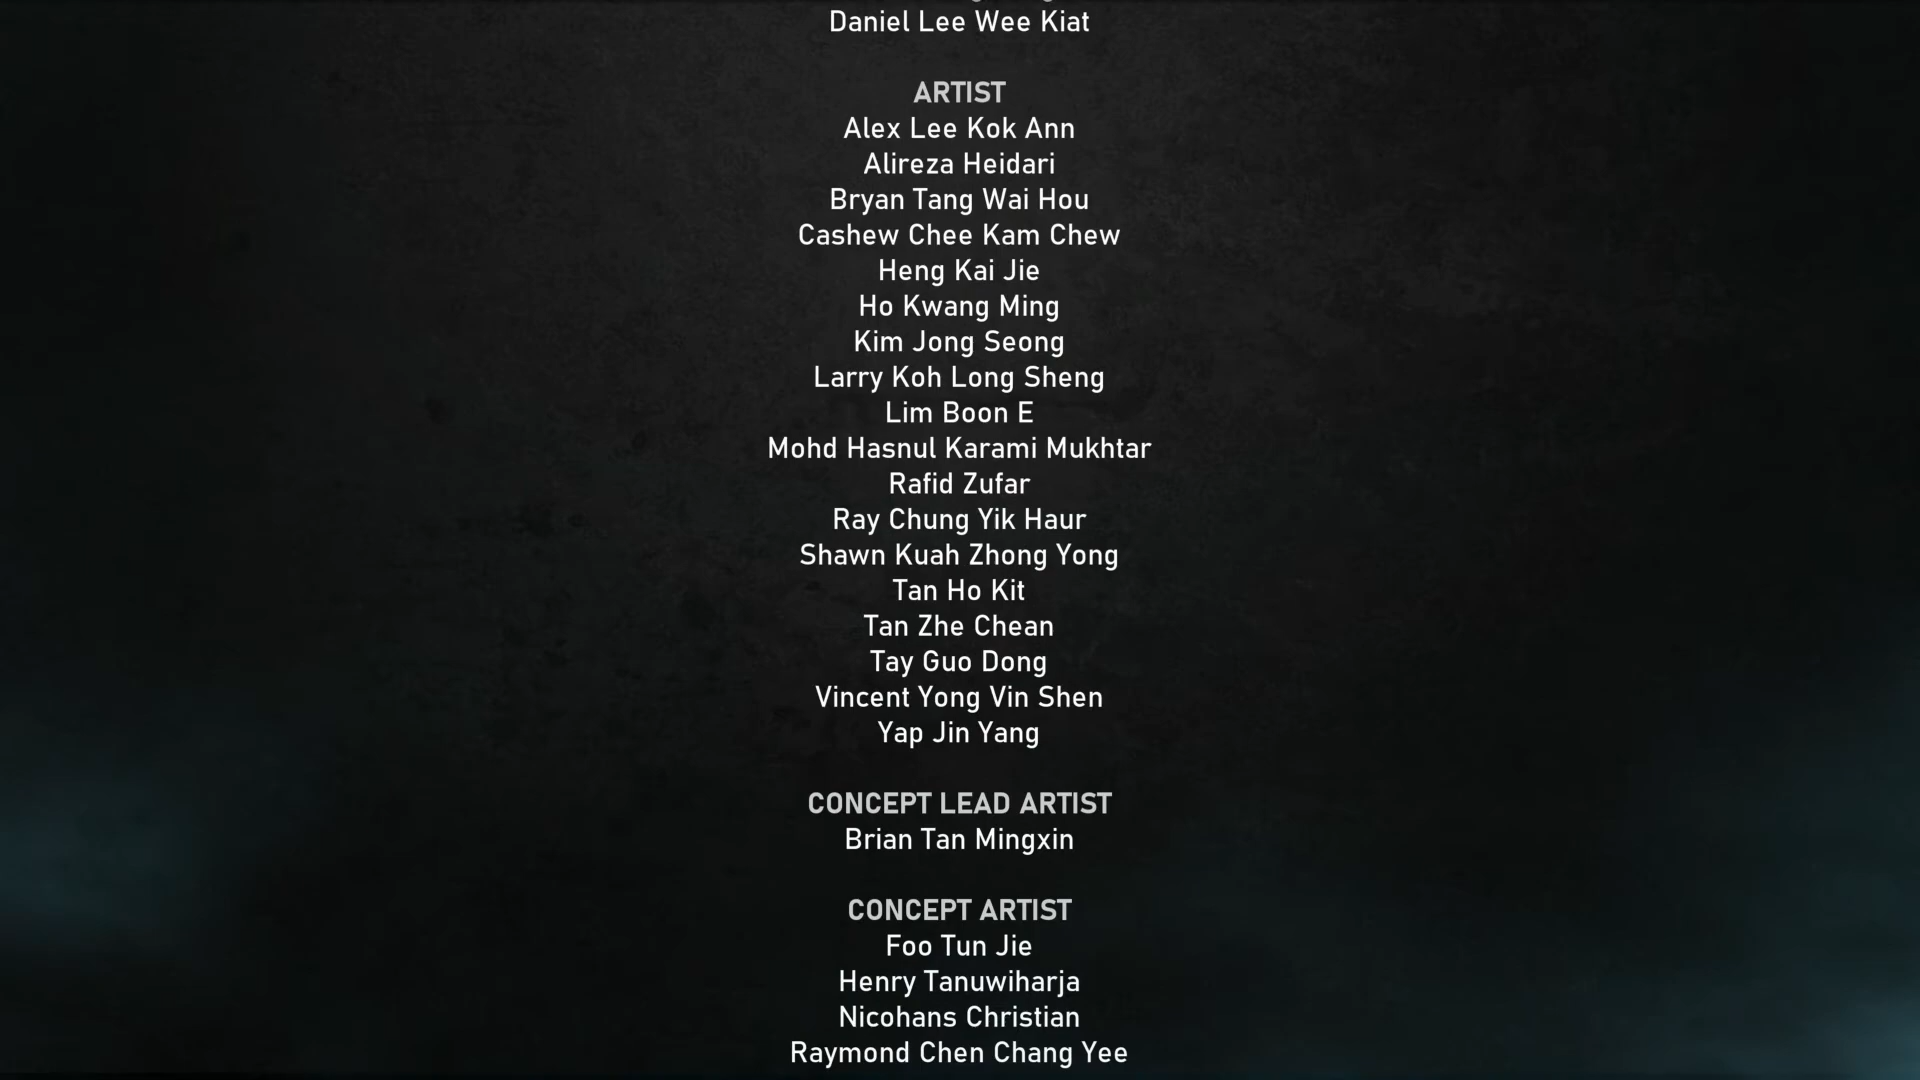 Daniel Lee Wee Kiat
ARTIST
Alex Lee Kok Ann
Alireza Heidari
Bryan Tang Wai Hou
Cashew Chee Kam Chew
Heng Kai Jie
Ho Kwang Ming
Kim Jong Seong
Larry Koh Long Sheng
Lim Boon E
Mohd Hasnul Karami Mukhtar
Rafid Zufar
Ray Chung Yik Haur
Shawn Kuah Zhong Yong
Tan Ho Kit
Tan Zhe Chean
Tay Guo Dong
Vincent Yong Vin Shen
Yap Jin Yang
CONCEPT LEAD ARTIST
Brian Tan Mingxin
CONCEPT ARTIST
Foo Tun Jie
Henry Tanuwiharja
Nicohans Christian
Raymond Chen Chang Yee